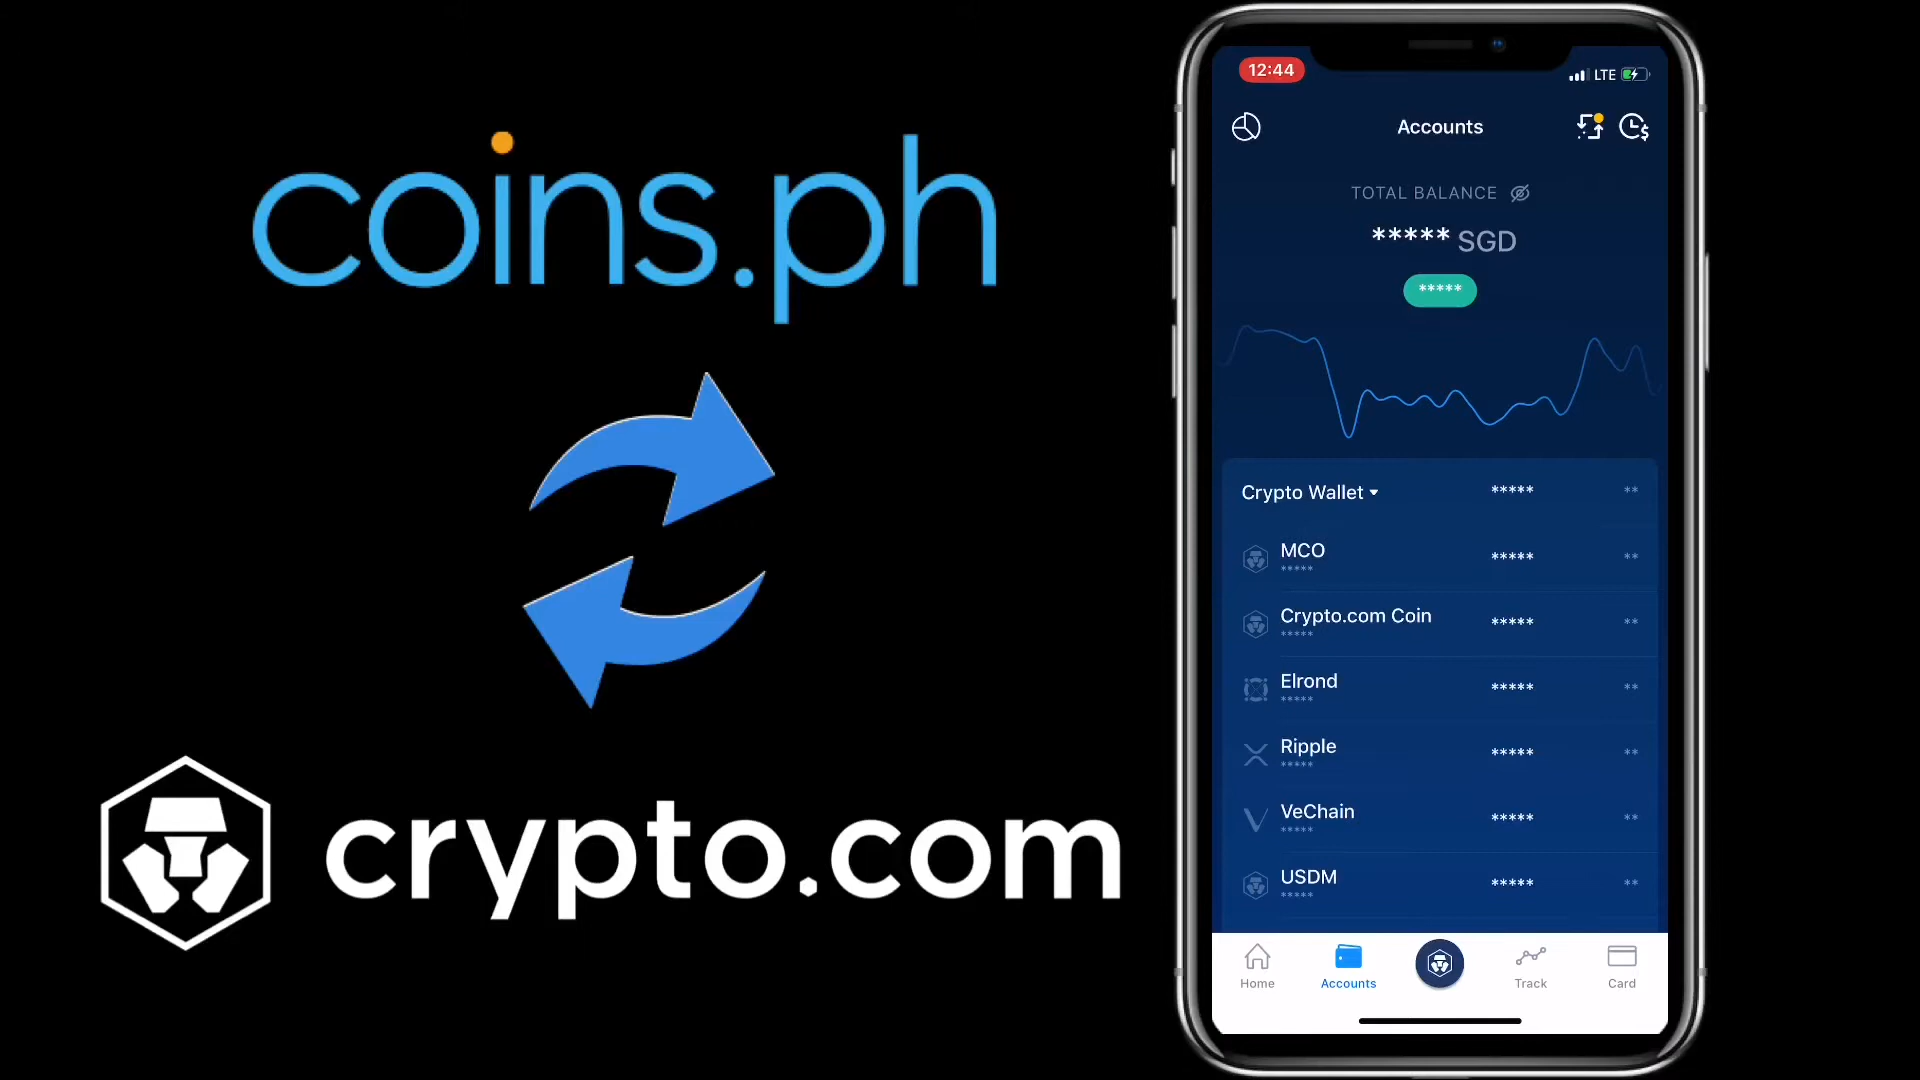 coins.ph
crypto.com
12:44
LTE
Accounts
TOTAL BALANCE
***** SGD
*****
Crypto Wallet ***** **
MCO ***** **
*****
Crypto.com Coin ***** **
*****
Elrond ***** **
*****
Ripple ***** **
*****
VeChain ***** **
*****
USDM ***** **
*****
Home Accounts Track Card